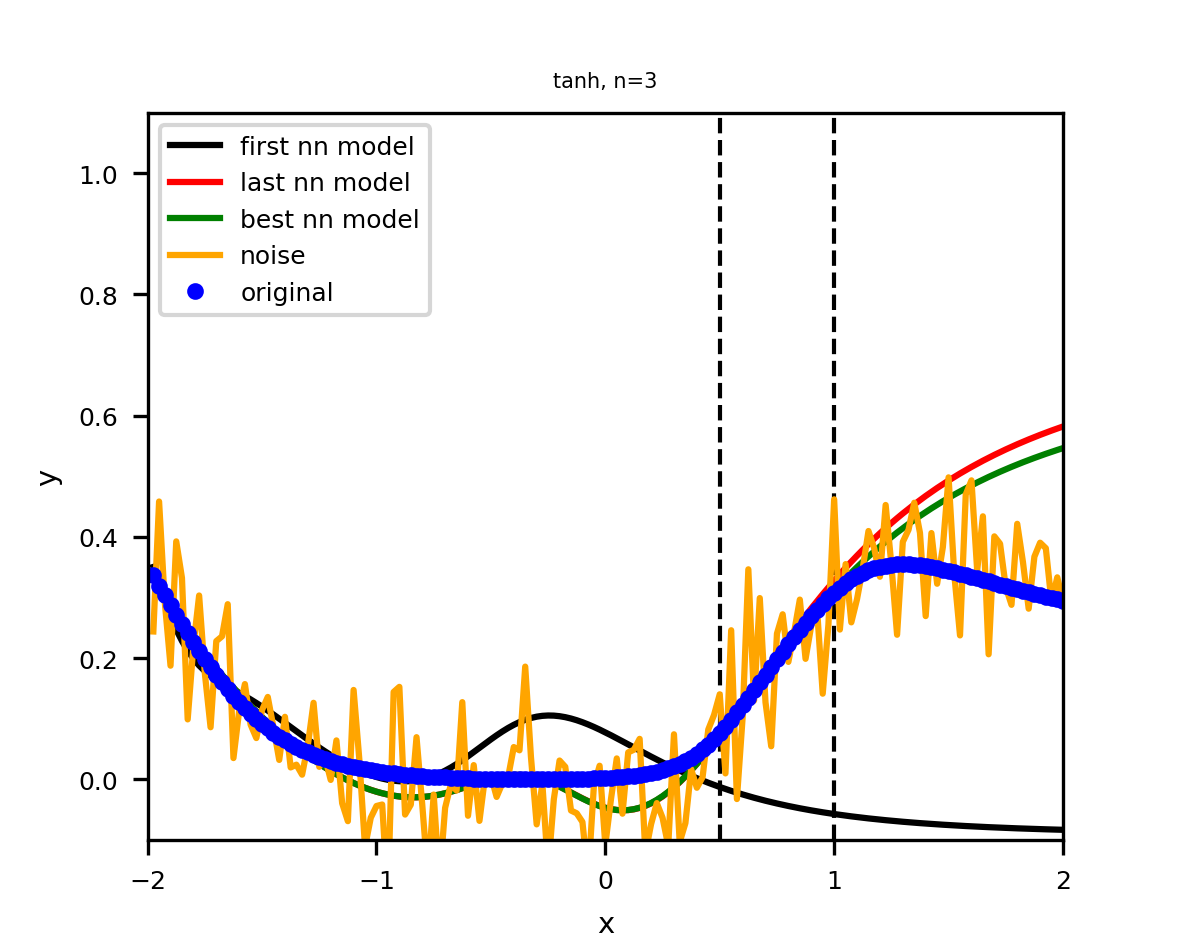 tanh, n=3
first nn model
last nn model
best nn model
noise
original
1.0
0.8
0.6
0.4
0.2
0.0
y
−2
−1
0
1
2
x